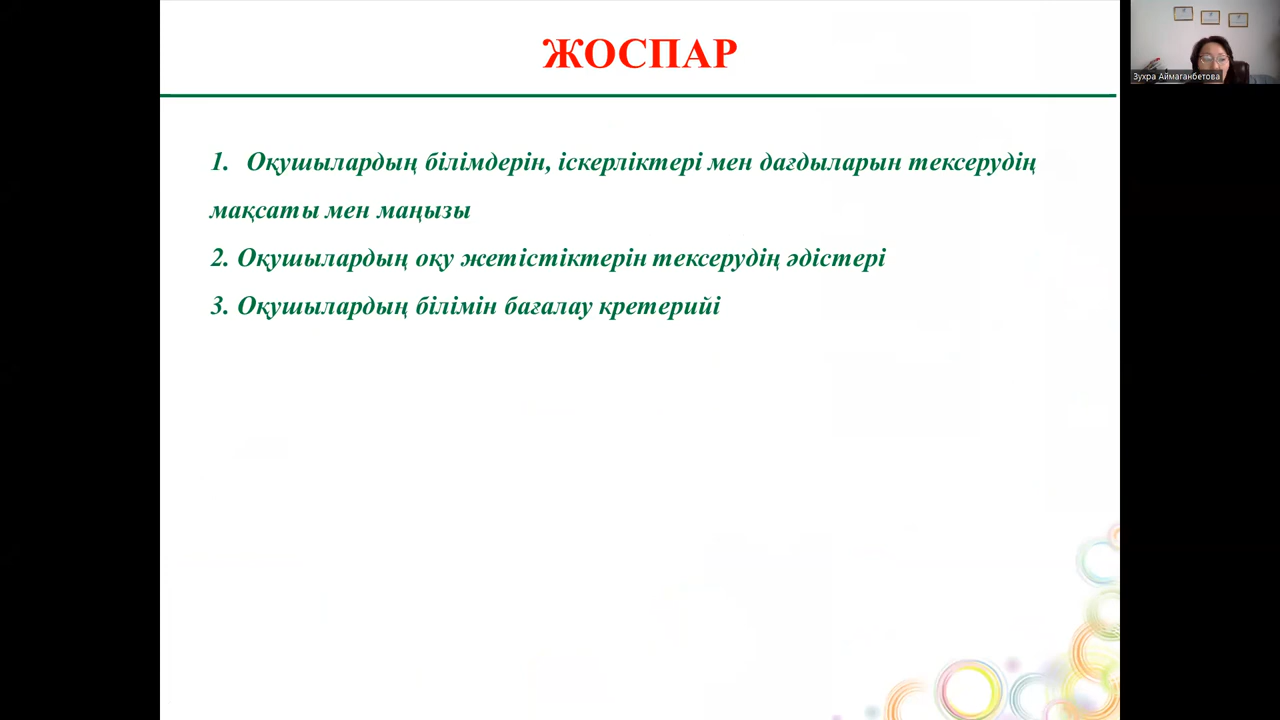 ЖОСПАР
Зухра Аймаганбетова
1. Оқушылардың білімдерін, іскерліктері мен дағдыларын тексерудің
мақсаты мен маңызы
2. Оқушылардың оқу жетістіктерін тексерудің әдістері
3. Оқушылардың білімін бағалау кретерийі